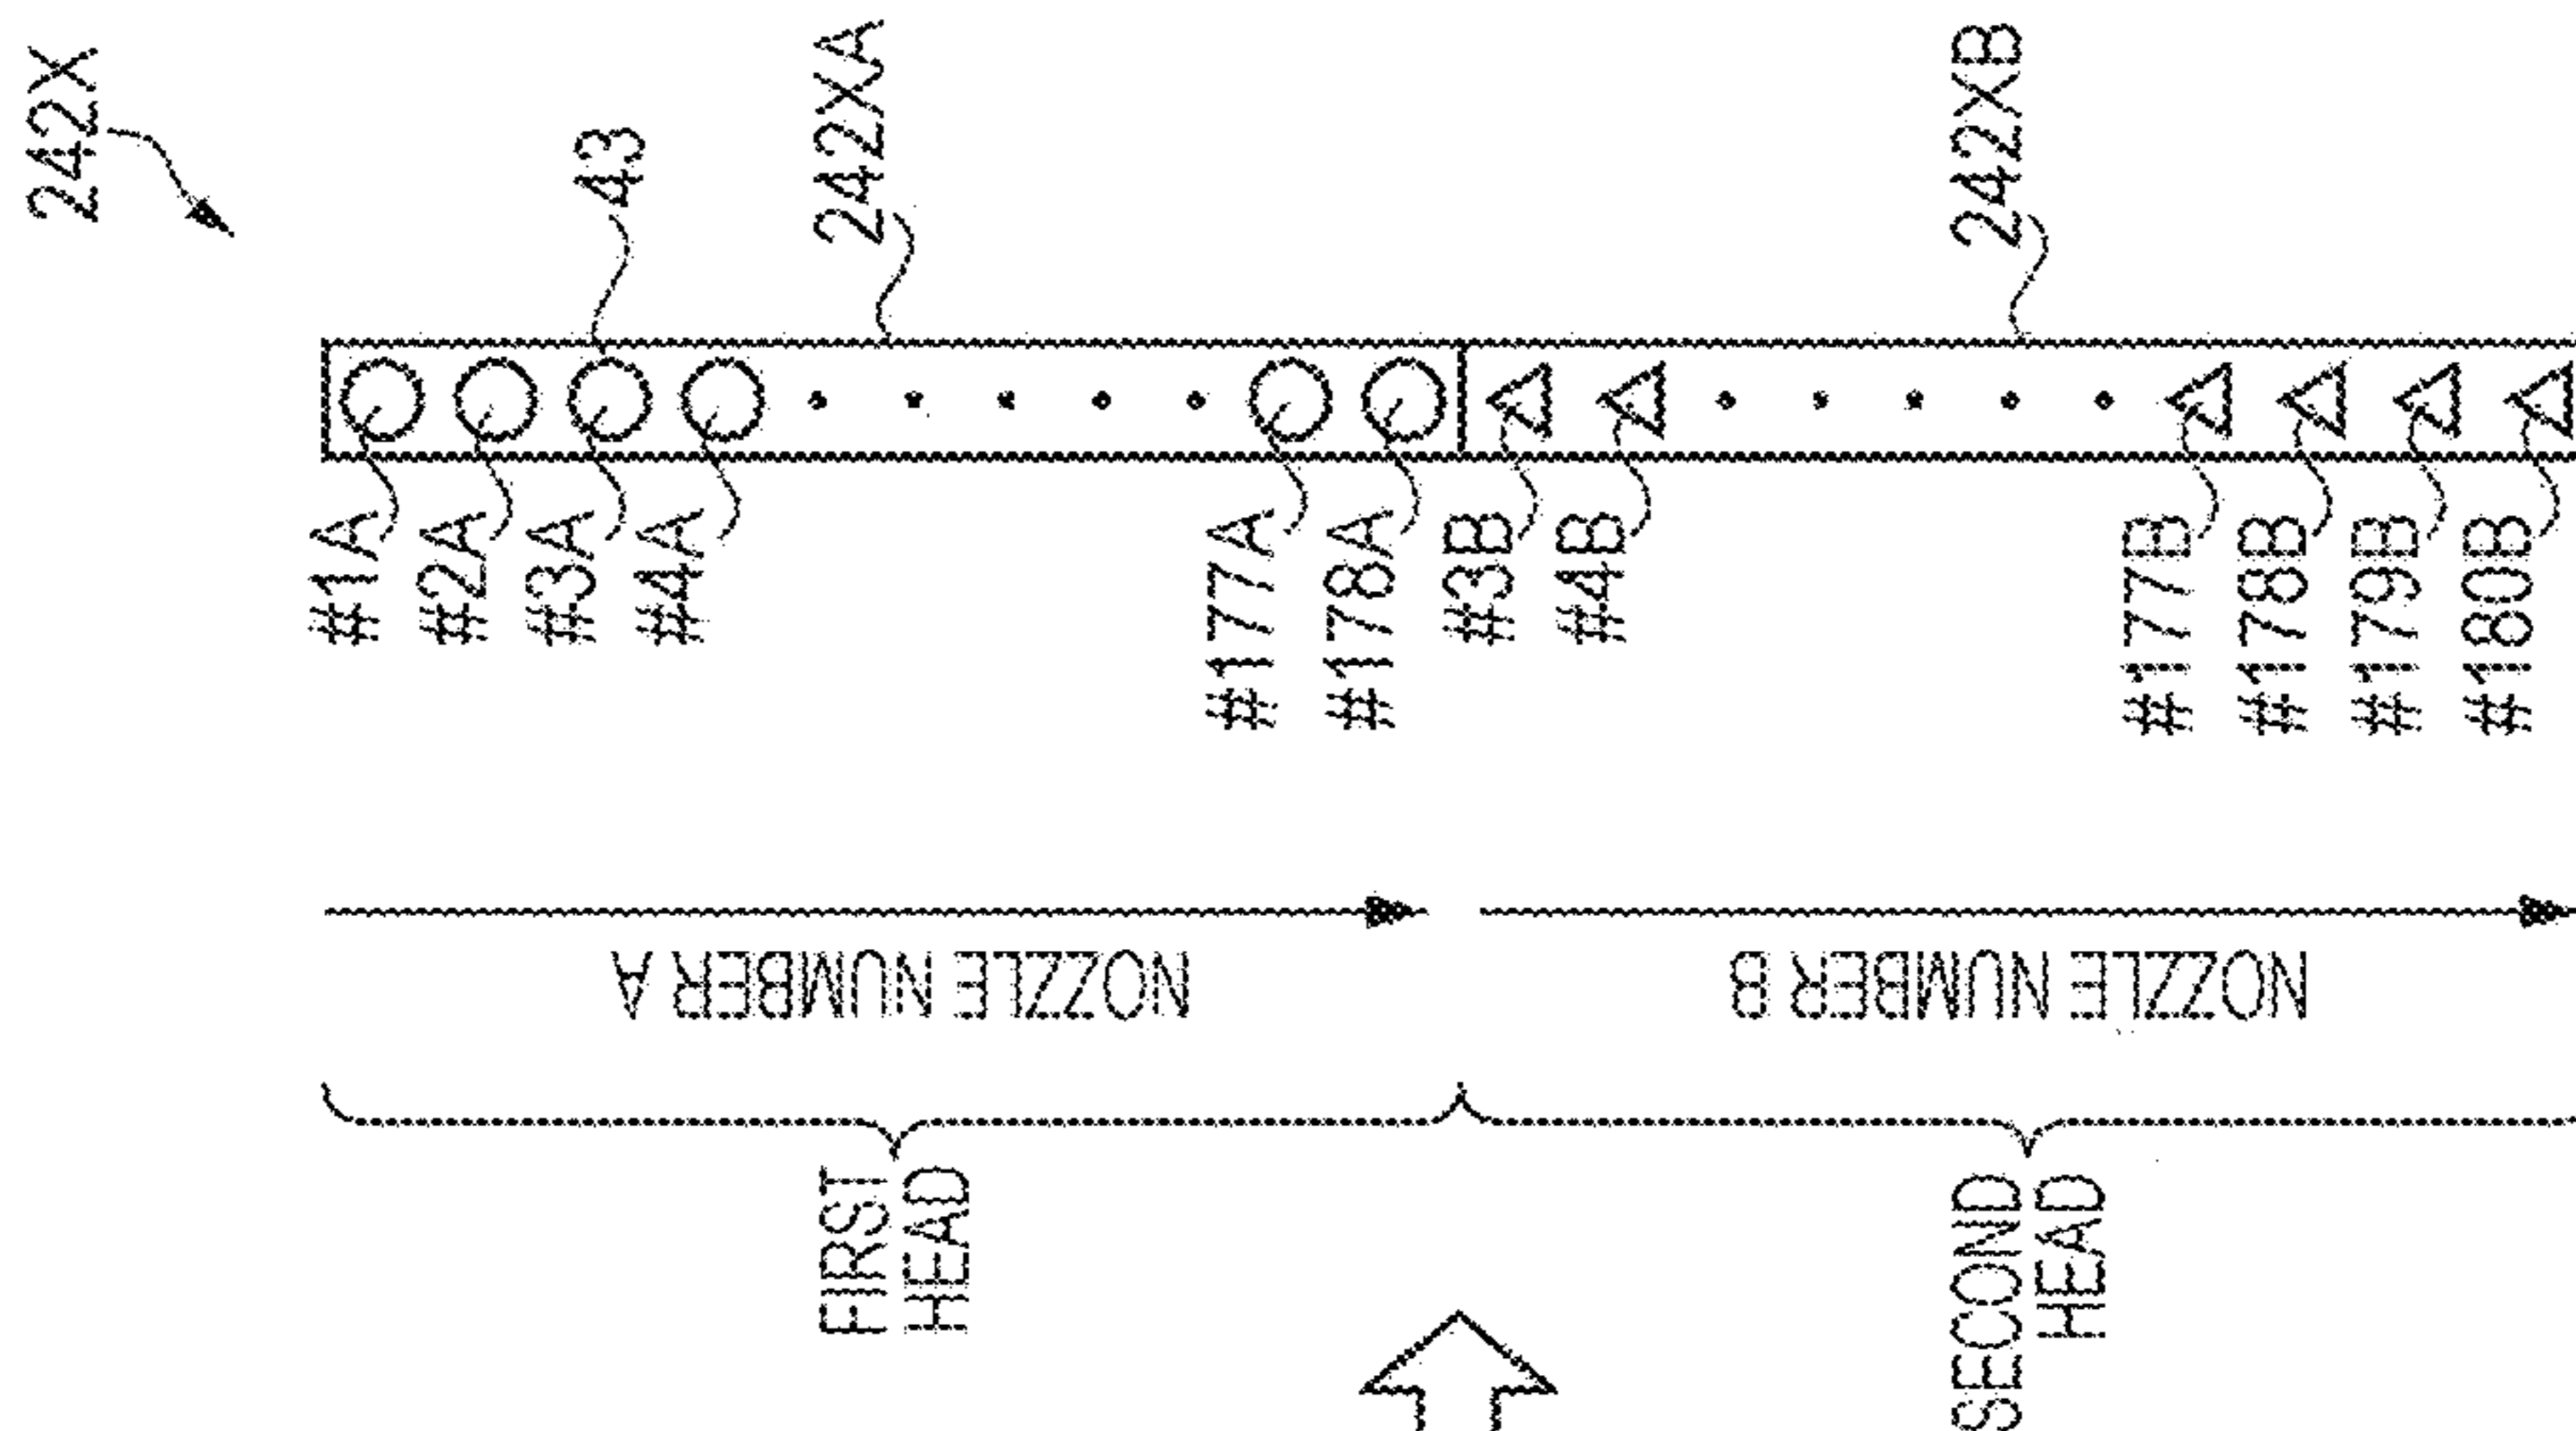 242X
43
242XA
242XB
#1A
#2A
#3A
#4A
#177A
#178A
#3B
#4B
#177B
#178B
#179B
#180B
NOZZLE NUMBER A
NOZZLE NUMBER B
FIRST
HEAD
SECOND
HEAD